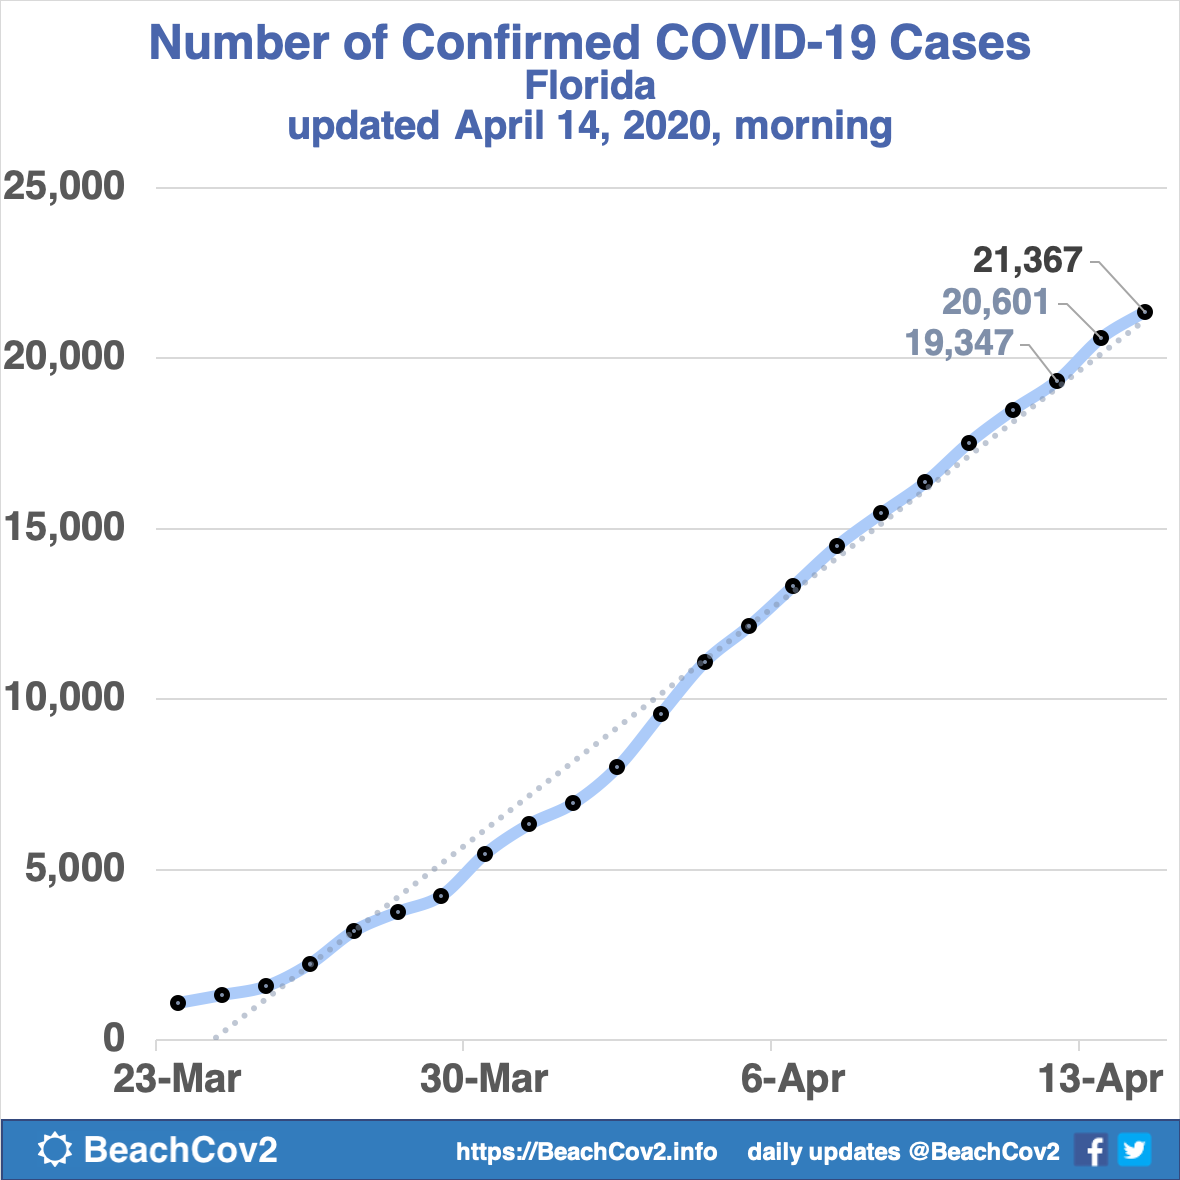 Number of Confirmed COVID-19 Cases
Florida
updated April 14, 2020, morning
25,000
21,367
20,601
19,347
20,000
15,000
10,000
5,000
0
23-Mar 30-Mar 6-Apr 13-Apr
BeachCov2 https://BeachCov2.info daily updates @BeachCov2 f